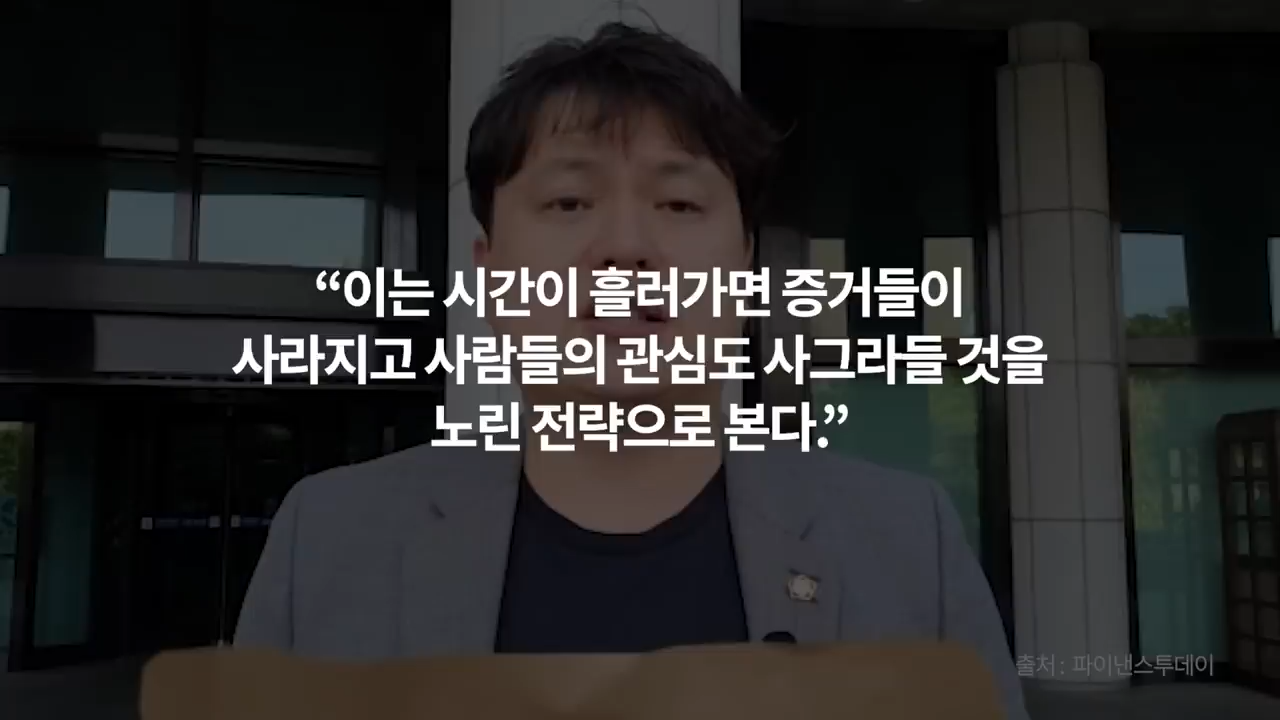 “이는 시간이 흘러가면 증거들이
사라지고 사람들의 관심도 사그라들 것을
노린 전략으로 본다.”
출처 : 파이낸스투데이